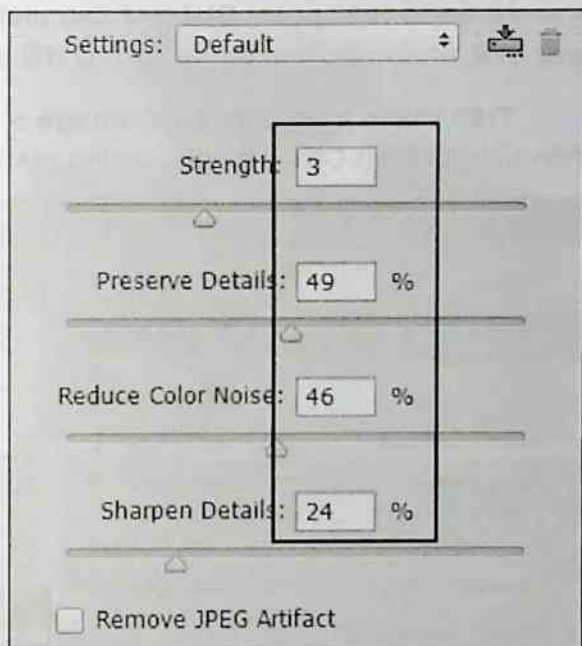 Settings: Default
Strength: 3
Preserve Details: 49 %
Reduce Color Noise: 46 %
Sharpen Details: 24 %
Remove JPEG Artifact